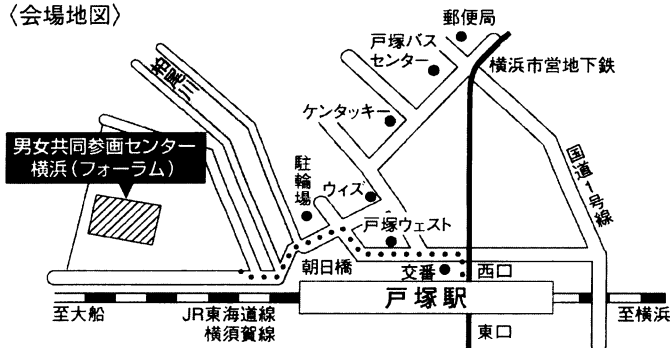 〈会場地図〉
郵便局
戸塚バス
センター
横浜市営地下鉄
柏尾川
ケンタッキー
男女共同参画センター
横浜(フォーラム)
国道1号線
駐輪場
ウィズ
戸塚ウェスト
朝日橋
交番
西口
戸塚駅
至大船
JR東海道線
横須賀線
東口
至横浜